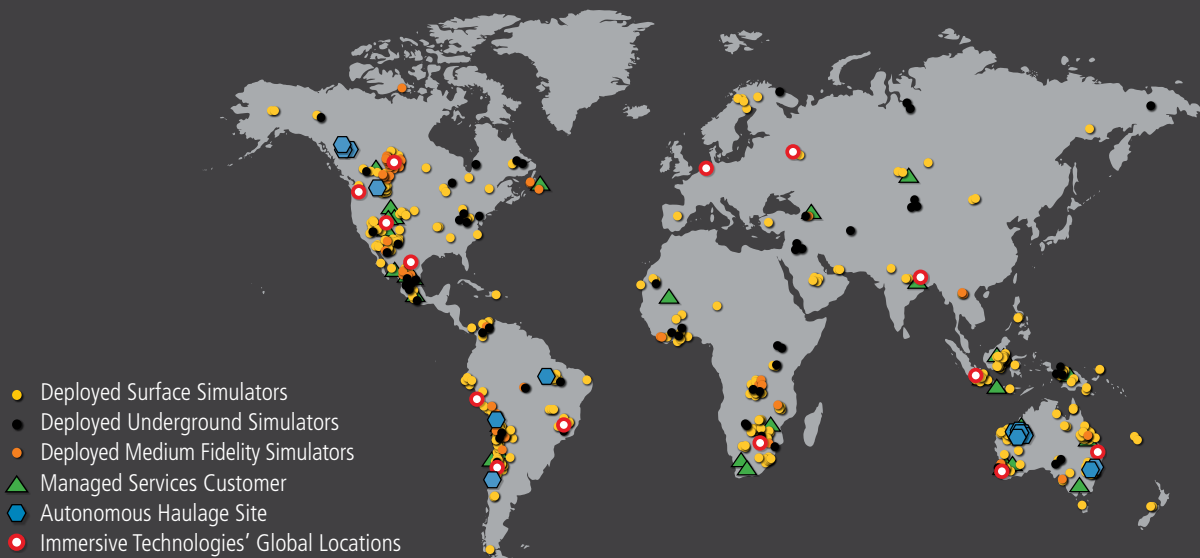 Deployed Surface Simulators
Deployed Underground Simulators
Deployed Medium Fidelity Simulators
Managed Services Customer
Autonomous Haulage Site
Immersive Technologies' Global Locations